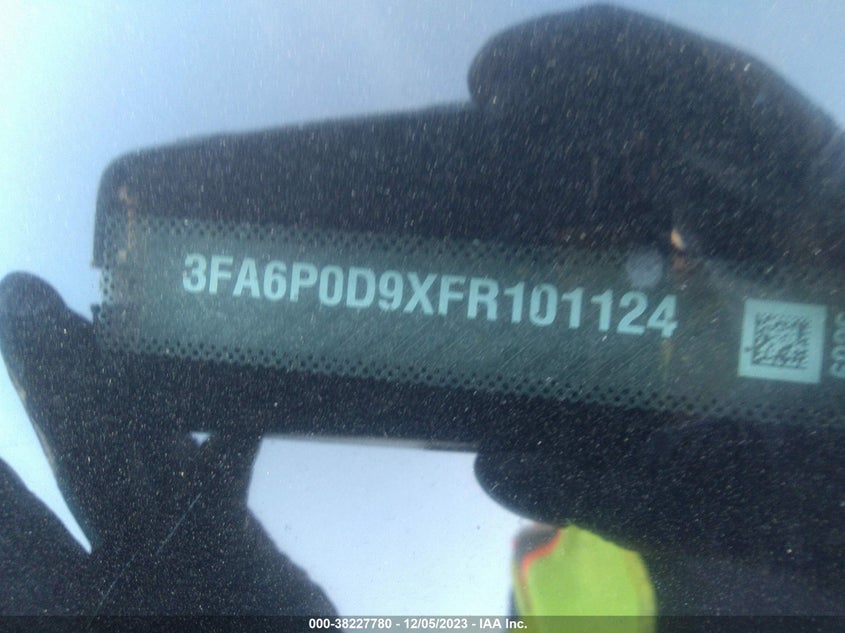 3FA6P0D9XFR101124
000-38227780 - 12/05/2023 - IAA Inc.